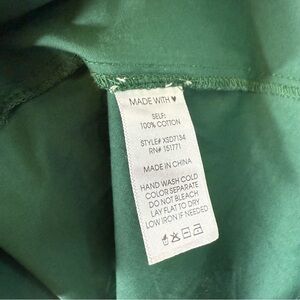 MADE WITH ♥
SELF:
100% COTTON
STYLE# XSD7134
RN# 151771
MADE IN CHINA
HAND WASH COLD
COLOR SEPARATE
DO NOT BLEACH
LAY FLAT TO DRY
LOW IRON IF NEEDED